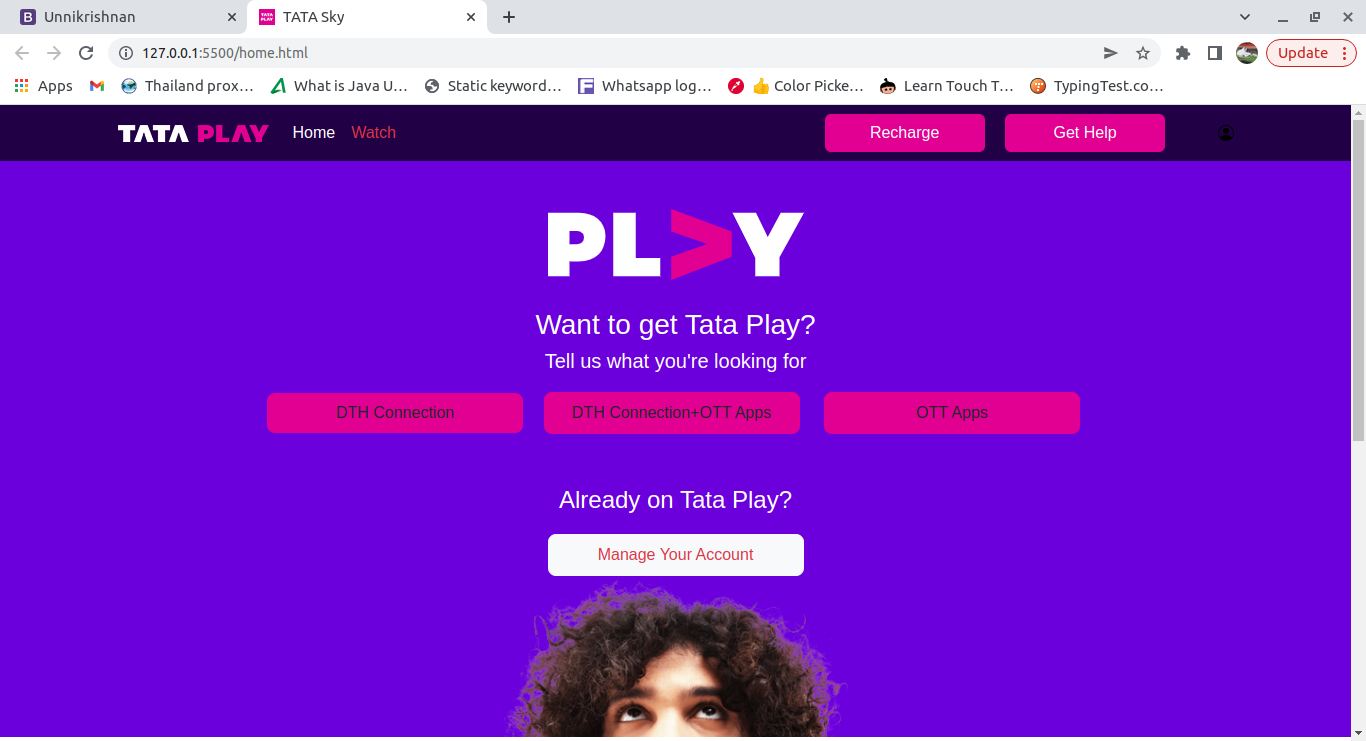 Unnikrishnan
TATA PLAY
TATA Sky
127.0.0.1:5500/home.html
Update
Apps
Thailand prox…
What is Java U…
Static keyword…
Whatsapp log…
Color Picke…
Learn Touch T…
TypingTest.co…
TATA PLAY
Home
Watch
Recharge
Get Help
PLAY
Want to get Tata Play?
Tell us what you're looking for
DTH Connection
DTH Connection+OTT Apps
OTT Apps
Already on Tata Play?
Manage Your Account